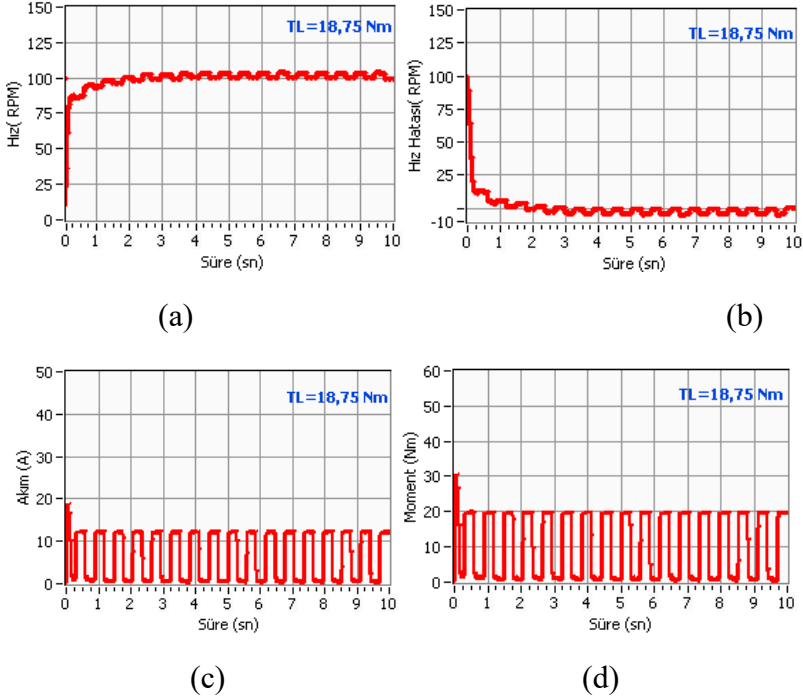 150
125
100
75
50
25
0
Hız( RPM)
TL=18,75 Nm
0 1 2 3 4 5 6 7 8 9 10
Süre (sn)
(a)
150
125
100
75
50
25
-10
Hız Hatası( RPM)
TL=18,75 Nm
0 1 2 3 4 5 6 7 8 9 10
Süre (sn)
(b)
50
40
30
20
10
0
Akım (A)
TL=18,75 Nm
0 1 2 3 4 5 6 7 8 9 10
Süre (sn)
(c)
60
50
40
30
20
10
0
Moment (Nm)
TL=18,75 Nm
0 1 2 3 4 5 6 7 8 9 10
Süre (sn)
(d)